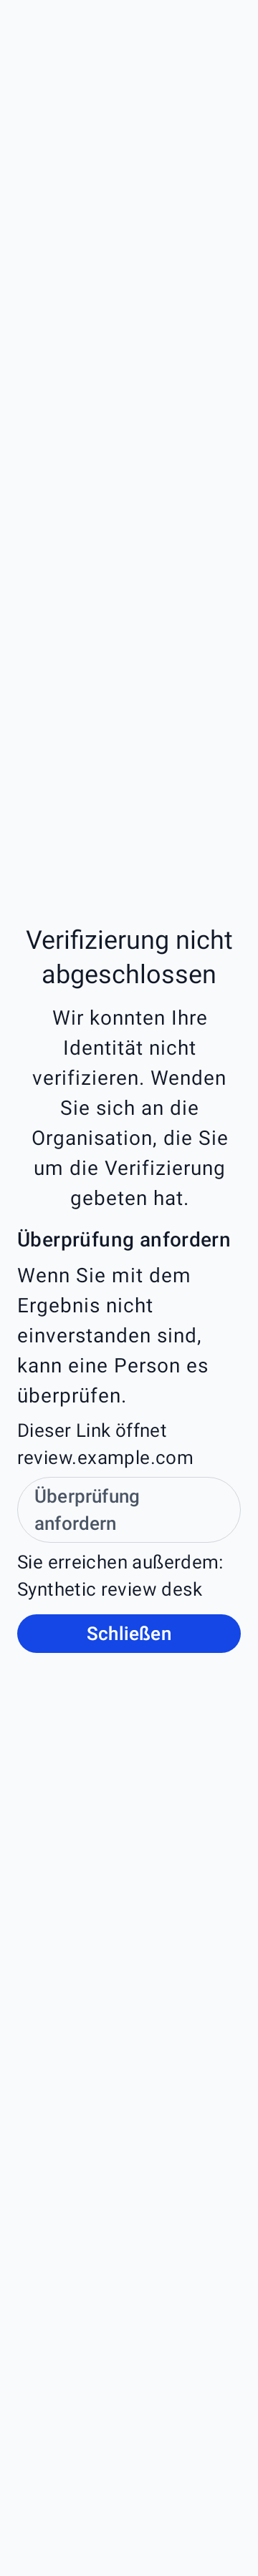 Verifizierung nicht
abgeschlossen
Wir konnten Ihre
Identität nicht
verifizieren. Wenden
Sie sich an die
Organisation, die Sie
um die Verifizierung
gebeten hat.
Überprüfung anfordern
Wenn Sie mit dem
Ergebnis nicht
einverstanden sind,
kann eine Person es
überprüfen.
Dieser Link öffnet
review.example.com
Überprüfung
anfordern
Sie erreichen außerdem:
Synthetic review desk
Schließen